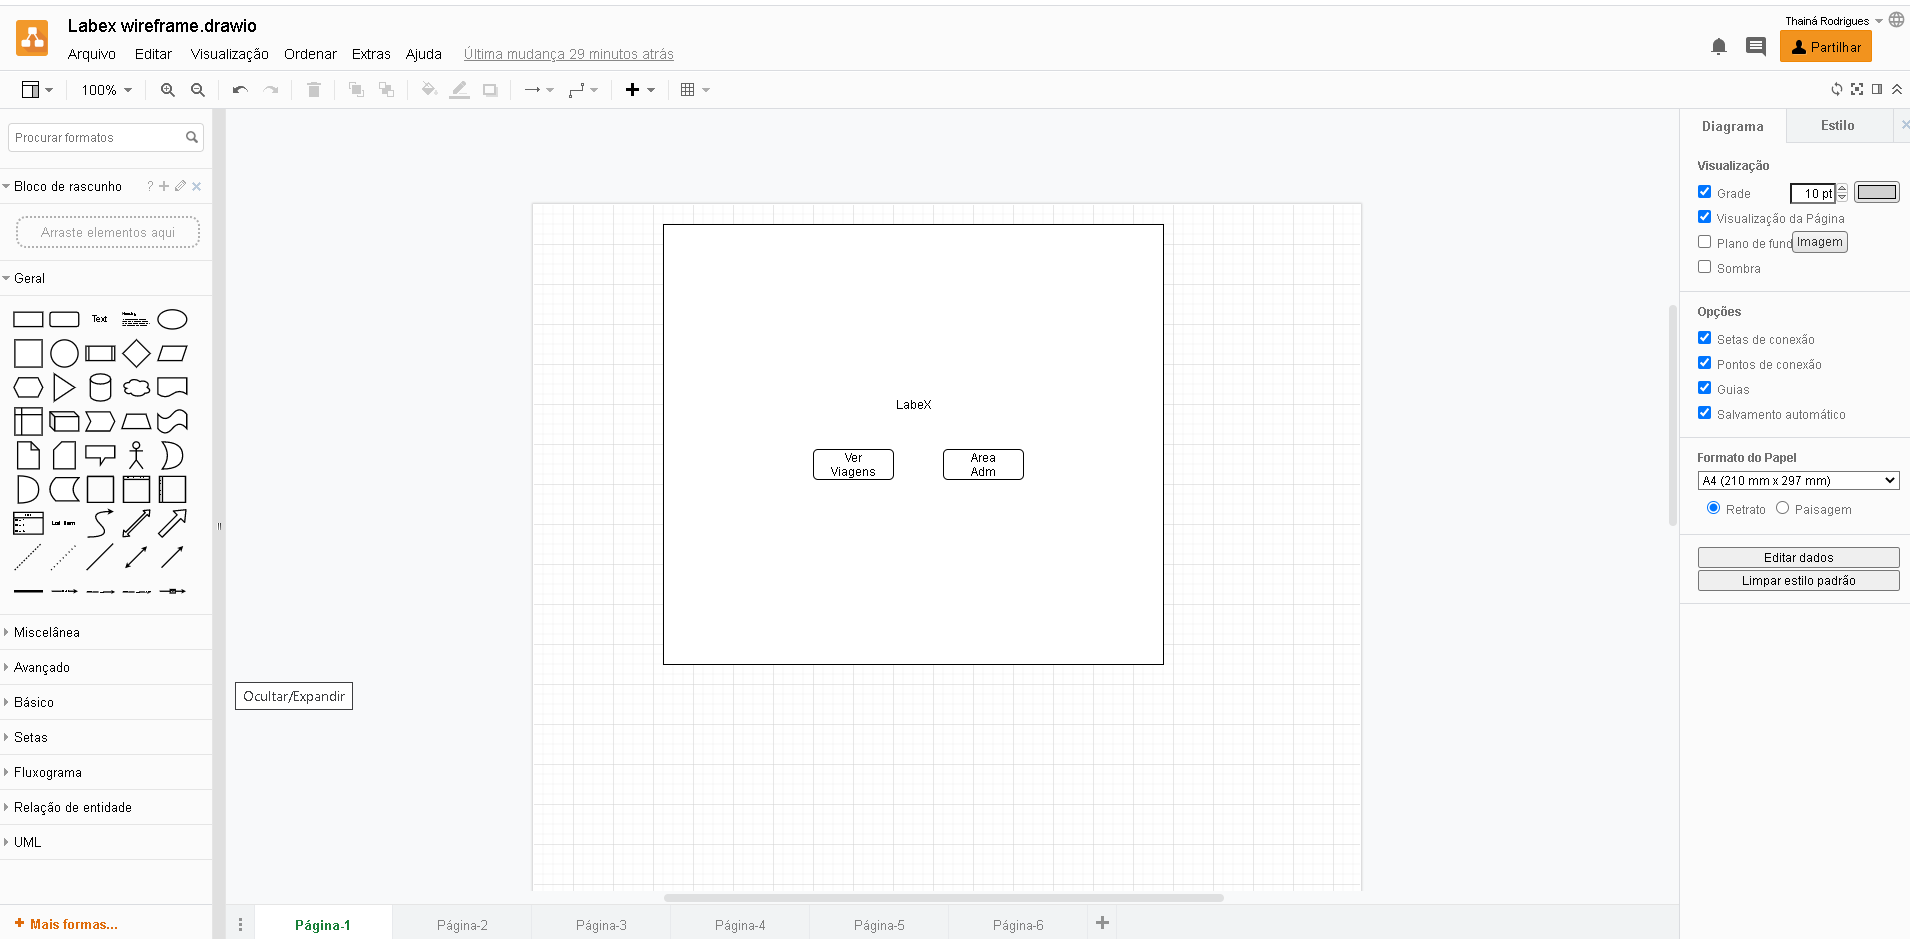 Labex wireframe.drawio
Thainá Rodrigues
Arquivo Editar Visualização Ordenar Extras Ajuda Última mudança 29 minutos atrás
Partilhar
100%
Procurar formatos
Bloco de rascunho
?
Arraste elementos aqui
Geral
Text
Heading
List Item
Miscelânea
Avançado
Básico
Setas
Fluxograma
Relação de entidade
UML
+ Mais formas...
Ocultar/Expandir
LabeX
Ver
Viagens
Area
Adm
Página-1 Página-2 Página-3 Página-4 Página-5 Página-6
Diagrama Estilo
Visualização
Grade 10 pt
Visualização da Página
Plano de fund Imagem
Sombra
Opções
Setas de conexão
Pontos de conexão
Guias
Salvamento automático
Formato do Papel
A4 (210 mm x 297 mm)
Retrato Paisagem
Editar dados
Limpar estilo padrão